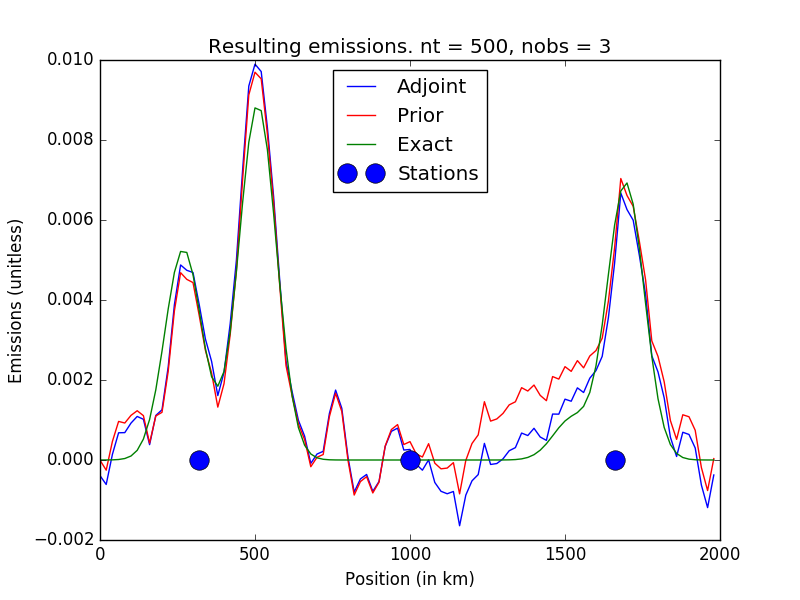 Resulting emissions. nt = 500, nobs = 3
0.010
0.008
0.006
0.004
0.002
0.000
−0.002
Emissions (unitless)
Adjoint
Prior
Exact
Stations
0 500 1000 1500 2000
Position (in km)